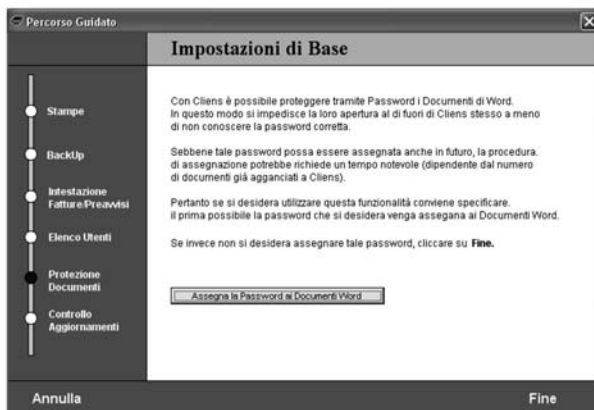 Percorso Guidato
Impostazioni di Base
Stampe
BackUp
Intestazione
Fatture/Preavvisi
Elenco Utenti
Protezione
Documenti
Controllo
Aggiornamenti
Con Cliens è possibile proteggere tramite Password i Documenti di Word.
In questo modo si impedisce la loro apertura al di fuori di Cliens stesso a meno
di non conoscere la password corretta.
Sebbene tale password possa essere assegnata anche in futuro, la procedura.
di assegnazione potrebbe richiede un tempo notevole (dipendente dal numero
di documenti già agganciati a Cliens).
Pertanto se si desidera utilizzare questa funzionalità conviene specificare.
il prima possibile la password che si desidera venga assegana ai Documenti Word.
Se invece non si desidera assegnare tale password, cliccare su Fine.
Assegna la Password ai Documenti Word
Annulla
Fine